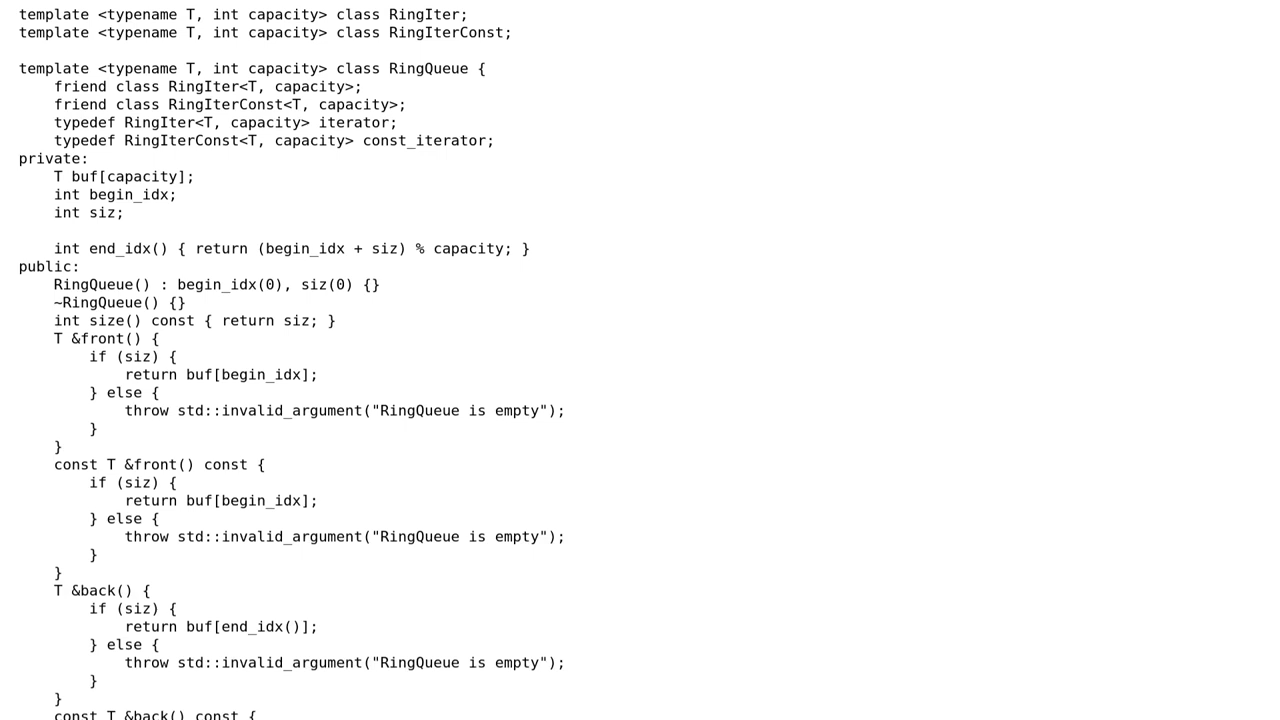 template <typename T, int capacity> class RingIter;
template <typename T, int capacity> class RingIterConst;

template <typename T, int capacity> class RingQueue {
    friend class RingIter<T, capacity>;
    friend class RingIterConst<T, capacity>;
    typedef RingIter<T, capacity> iterator;
    typedef RingIterConst<T, capacity> const_iterator;
private:
    T buf[capacity];
    int begin_idx;
    int siz;

    int end_idx() { return (begin_idx + siz) % capacity; }
public:
    RingQueue() : begin_idx(0), siz(0) {}
    ~RingQueue() {}
    int size() const { return siz; }
    T &front() {
        if (siz) {
            return buf[begin_idx];
        } else {
            throw std::invalid_argument("RingQueue is empty");
        }
    }
    const T &front() const {
        if (siz) {
            return buf[begin_idx];
        } else {
            throw std::invalid_argument("RingQueue is empty");
        }
    }
    T &back() {
        if (siz) {
            return buf[end_idx()];
        } else {
            throw std::invalid_argument("RingQueue is empty");
        }
    }
    const T &back() const {